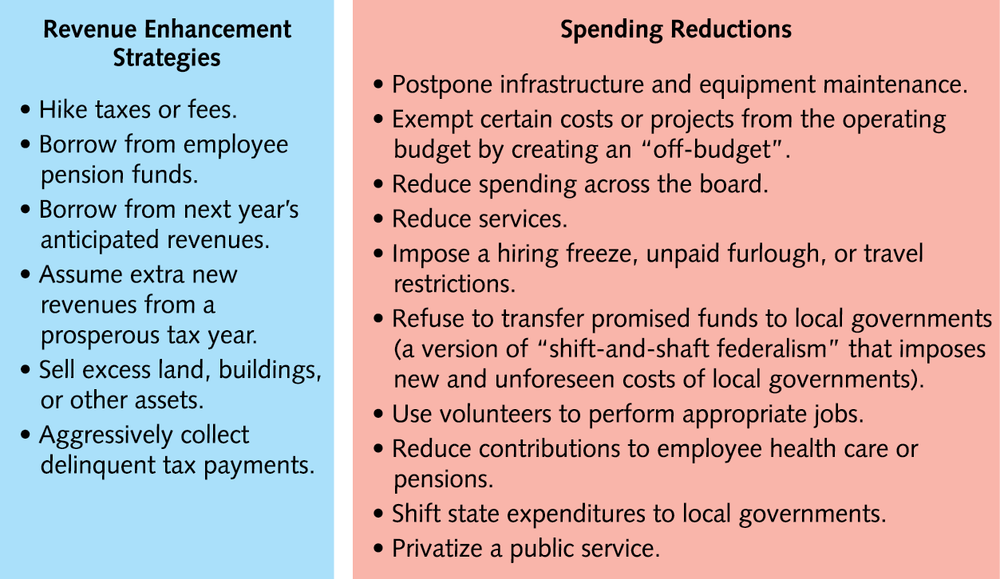 Revenue Enhancement
Strategies
• Hike taxes or fees.
• Borrow from employee
pension funds.
• Borrow from next year’s
anticipated revenues.
• Assume extra new
revenues from a
prosperous tax year.
• Sell excess land, buildings,
or other assets.
• Aggressively collect
delinquent tax payments.
Spending Reductions
• Postpone infrastructure and equipment maintenance.
• Exempt certain costs or projects from the operating
budget by creating an “off-budget”.
• Reduce spending across the board.
• Reduce services.
• Impose a hiring freeze, unpaid furlough, or travel
restrictions.
• Refuse to transfer promised funds to local governments
(a version of “shift-and-shaft federalism” that imposes
new and unforeseen costs of local governments).
• Use volunteers to perform appropriate jobs.
• Reduce contributions to employee health care or
pensions.
• Shift state expenditures to local governments.
• Privatize a public service.